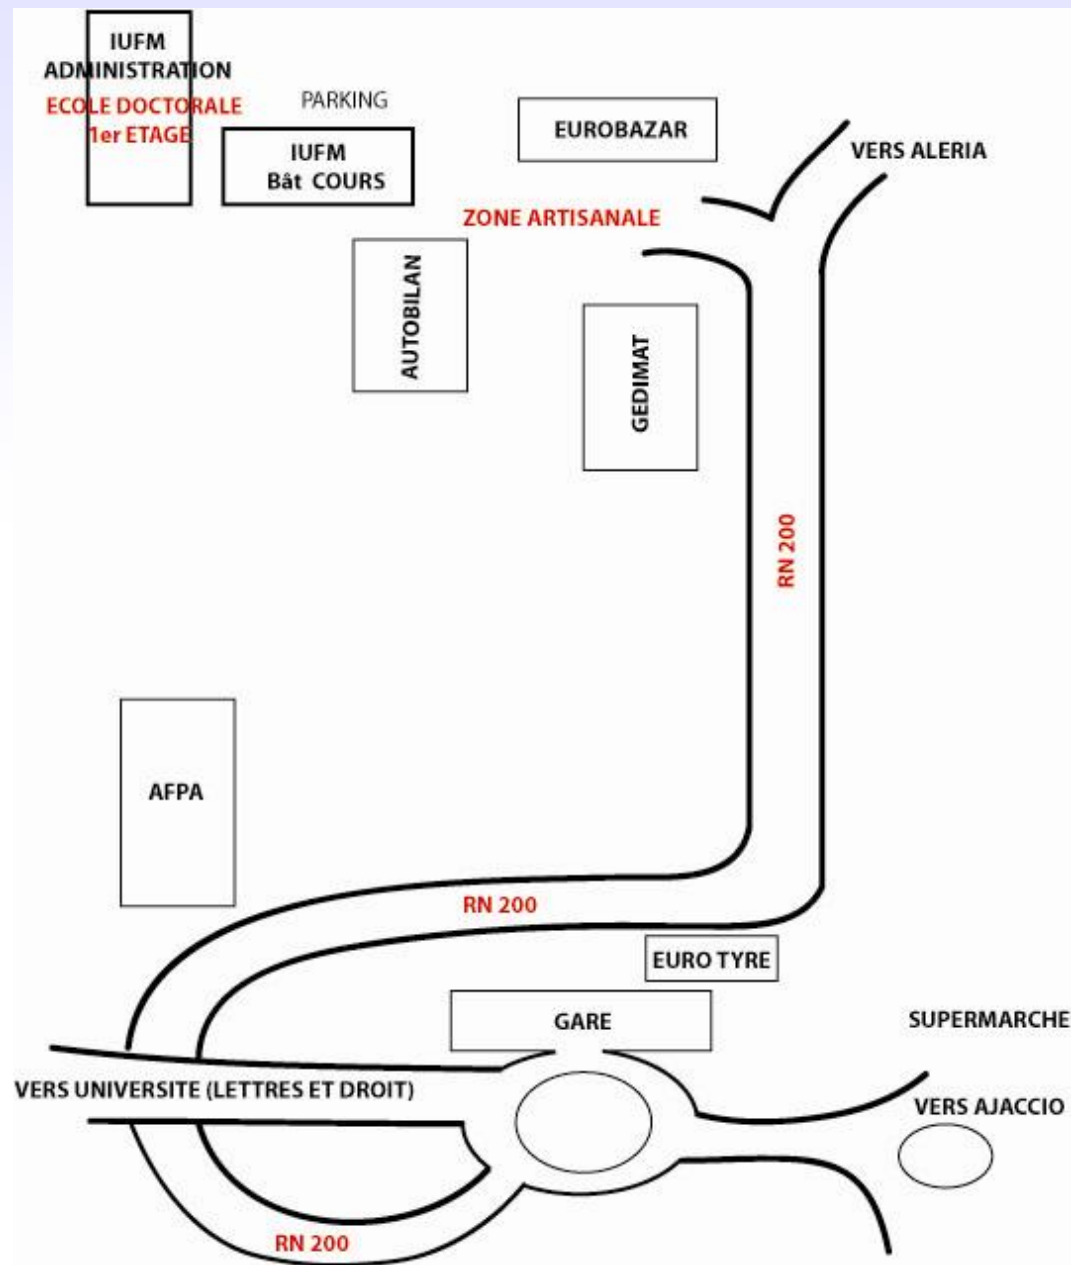 IUFM
ADMINISTRATION
ECOLE DOCTORALE
1er ETAGE
PARKING
IUFM
Bât COURS
EUROBAZAR
VERS ALERIA
ZONE ARTISANALE
AUTOBILAN
GEDIMAT
RN 200
AFPA
RN 200
EURO TYRE
GARE
SUPERMARCHE
VERS UNIVERSITE (LETTRES ET DROIT)
VERS AJACCIO
RN 200